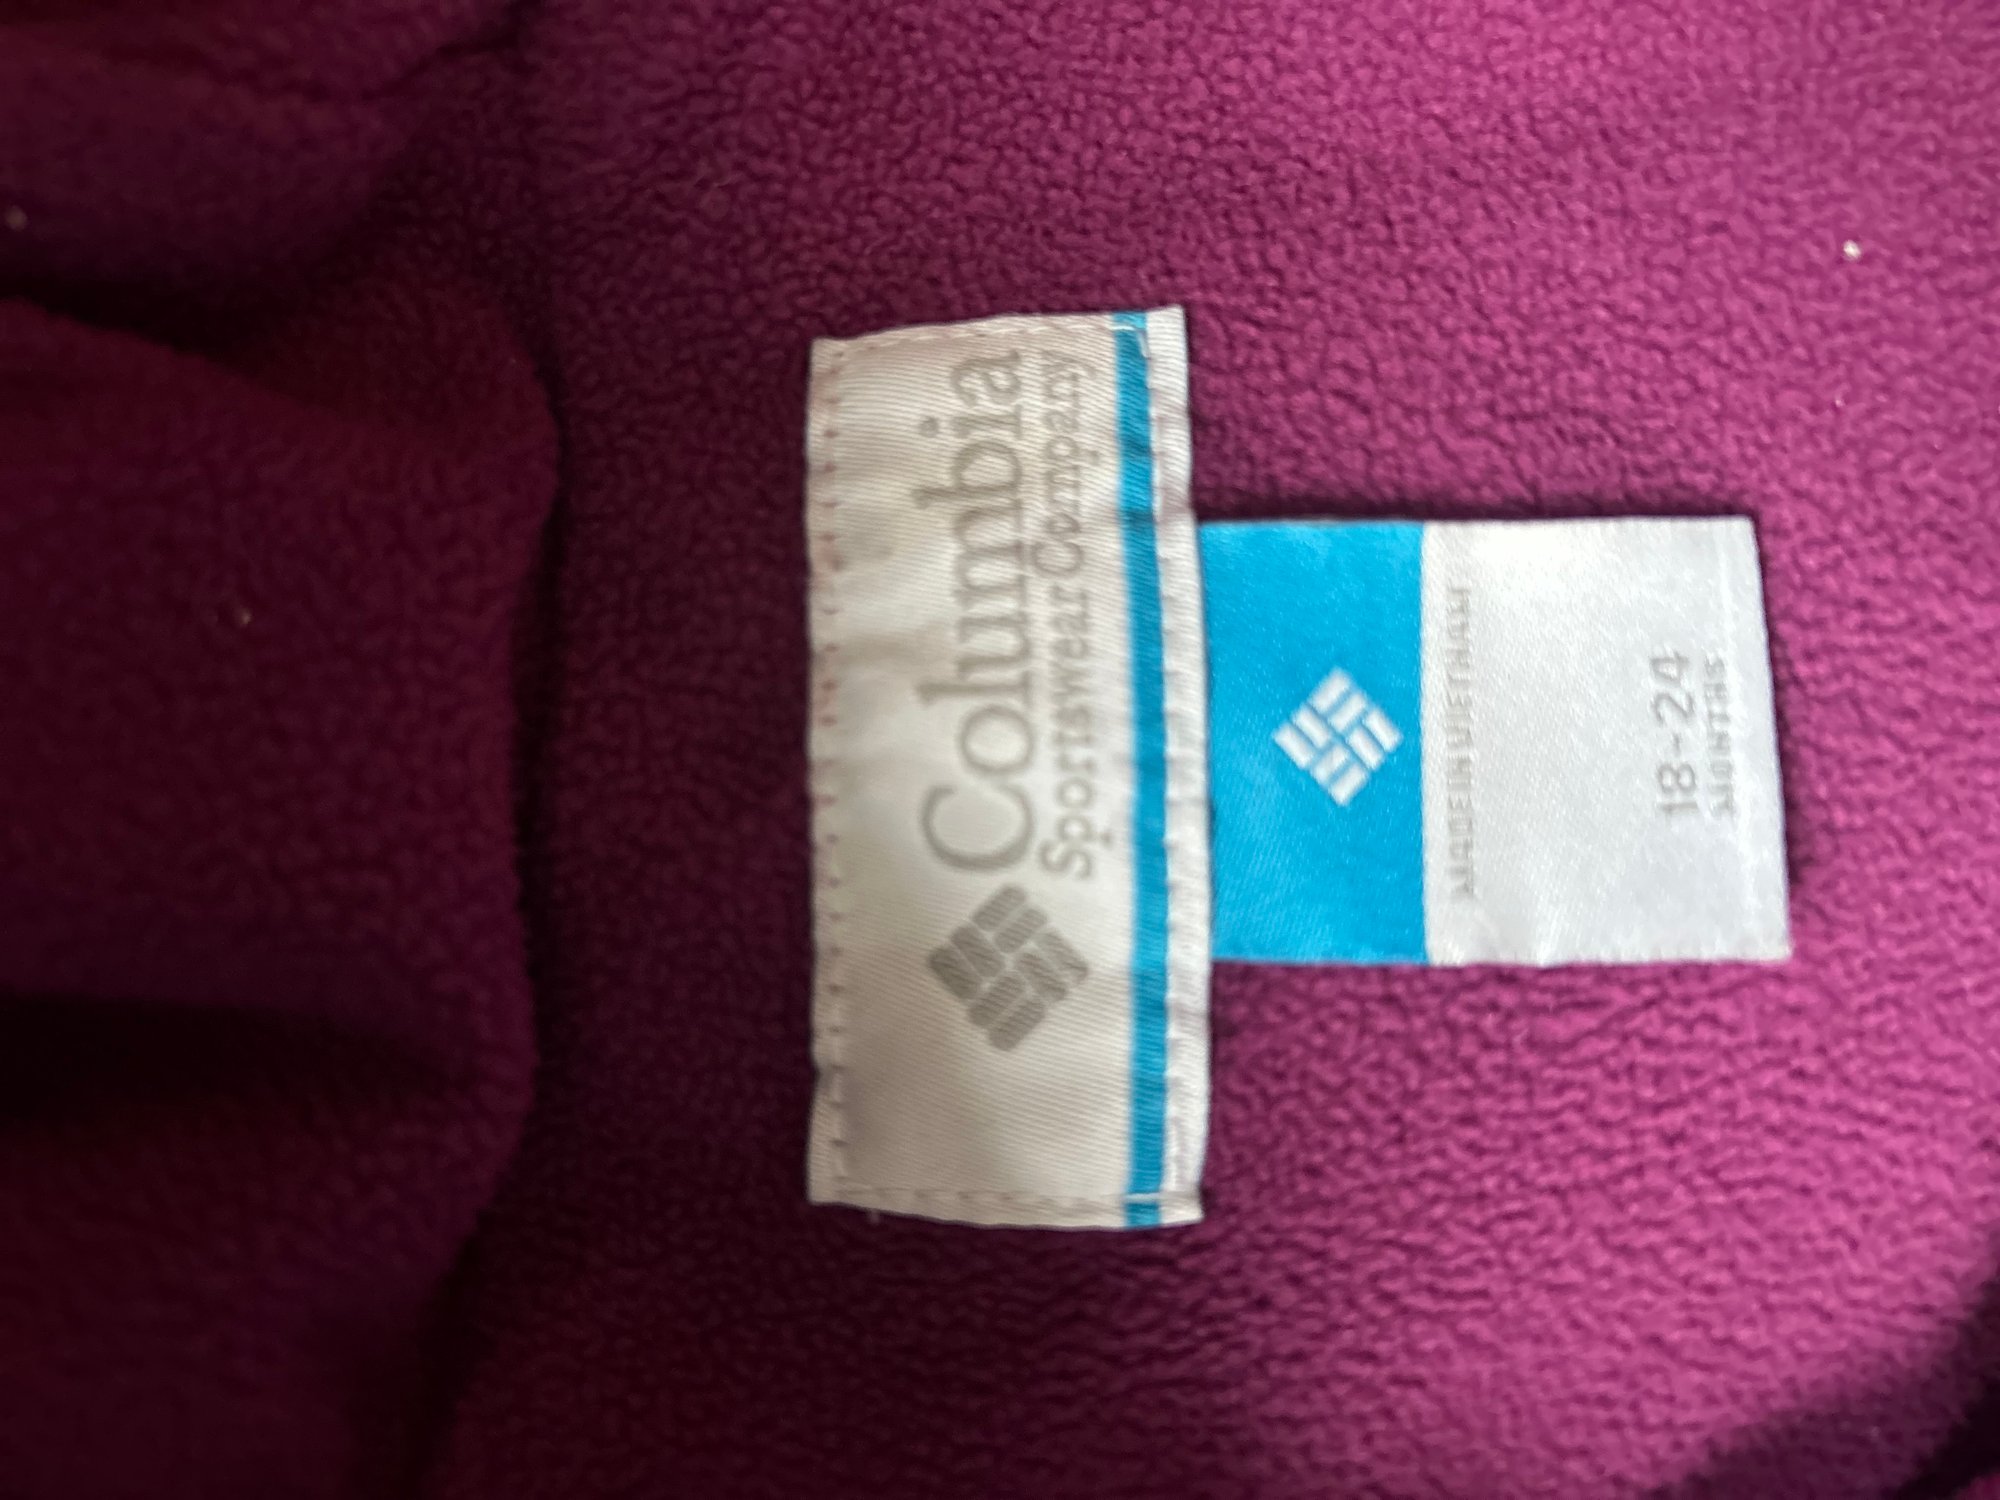 Columbia
Sportswear Company
MADE IN VIETNAM
18-24
MONTHS